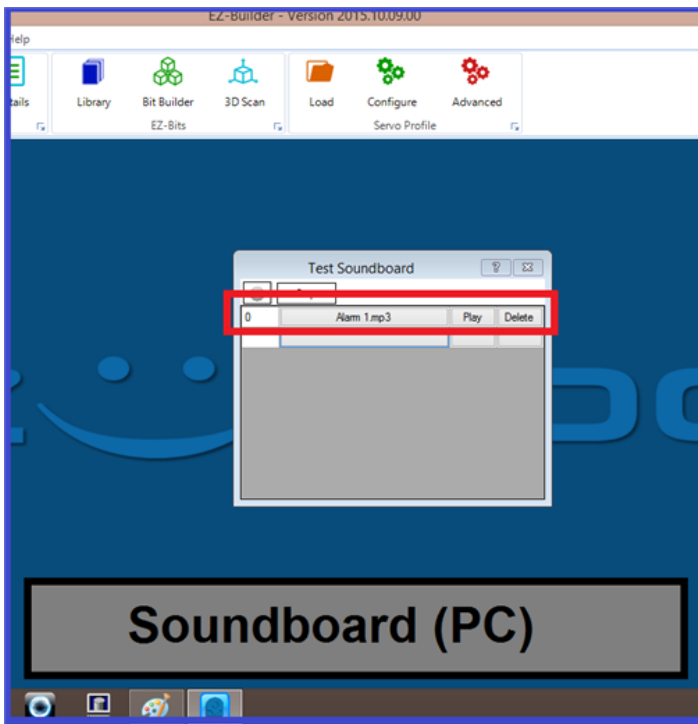 EZ-Builder - Version 2015.10.09.00
Help
Library Bit Builder 3D Scan Load Configure Advanced
EZ-Bits Servo Profile
Test Soundboard
0 Alarm 1.mp3 Play Delete
Soundboard (PC)